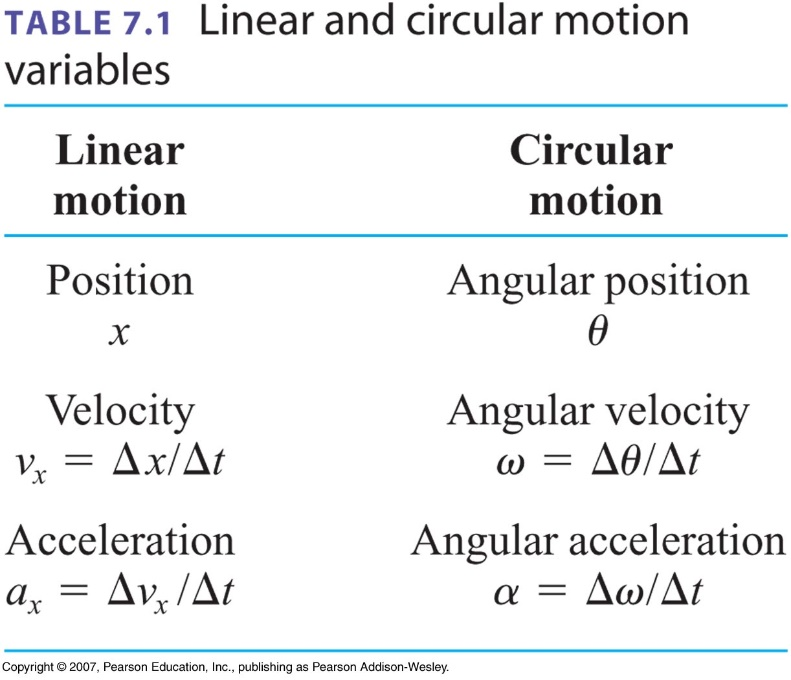 TABLE 7.1 Linear and circular motion
variables
Linear
motion
Circular
motion
Position
x
Angular position
θ
Velocity
vₓ = Δx/Δt
Angular velocity
ω = Δθ/Δt
Acceleration
aₓ = Δvₓ/Δt
Angular acceleration
α = Δω/Δt
Copyright © 2007, Pearson Education, Inc., publishing as Pearson Addison-Wesley.